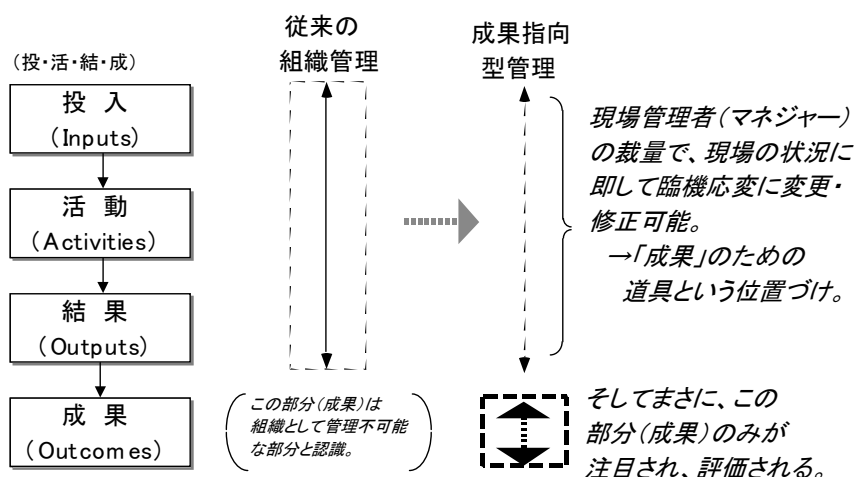 従来の
組織管理
成果指向
型管理
(投・活・結・成)
投 入
(Inputs)
活 動
(Activities)
結 果
(Outputs)
成 果
(Outcomes)
この部分(成果)は
組織として管理不可能
な部分と認識。
現場管理者(マネジャー)
の裁量で、現場の状況に
即して臨機応変に変更・
修正可能。
→「成果」のための
道具という位置づけ。
そしてまさに、この
部分(成果)のみが
注目され、評価される。